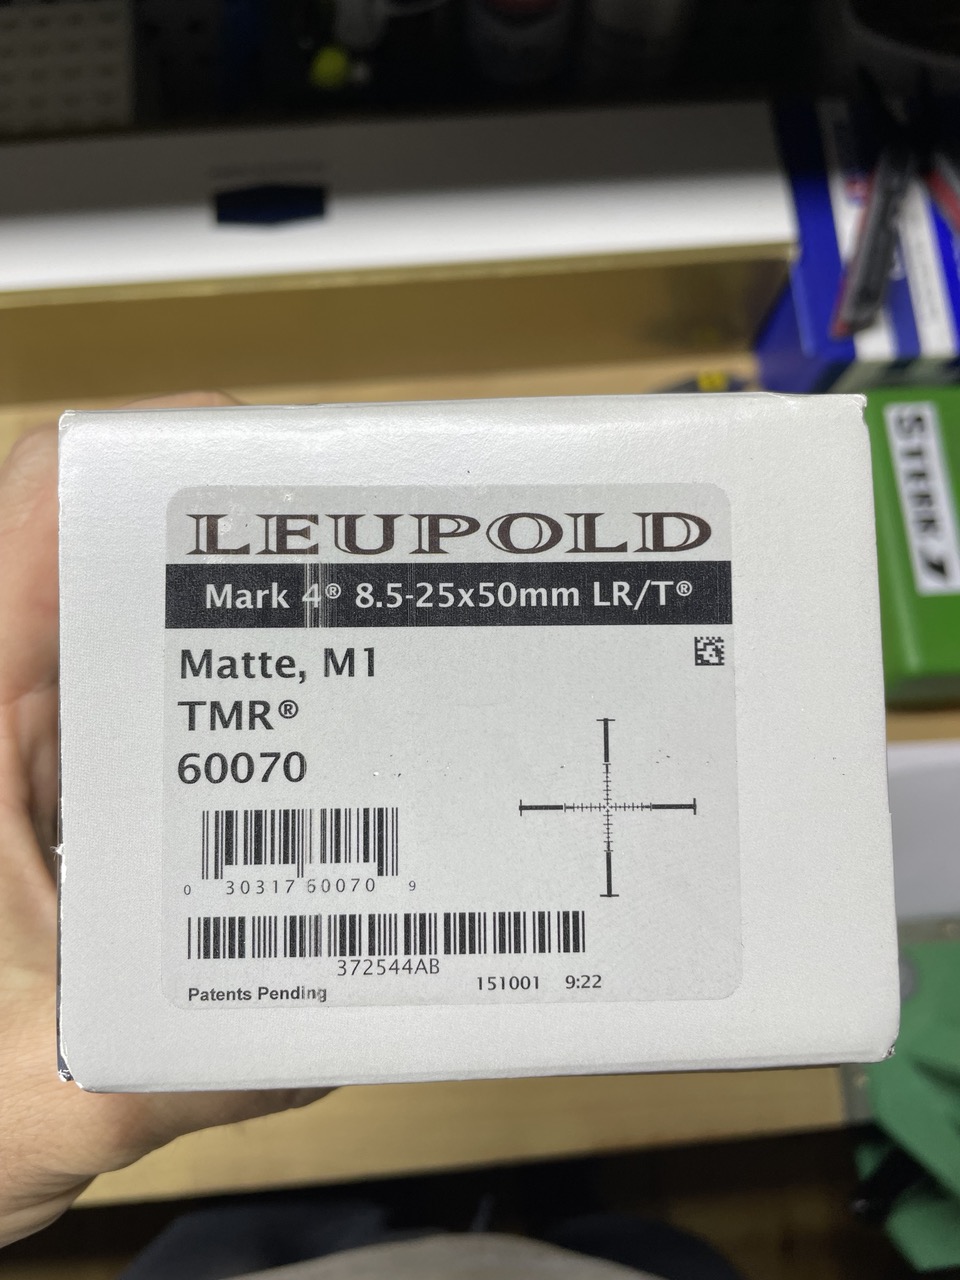 LEUPOLD
Mark 4® 8.5-25x50mm LR/T®
Matte, M1
TMR®
60070
0 30317 60070 9
372544AB
Patents Pending 151001 9:22
STERK